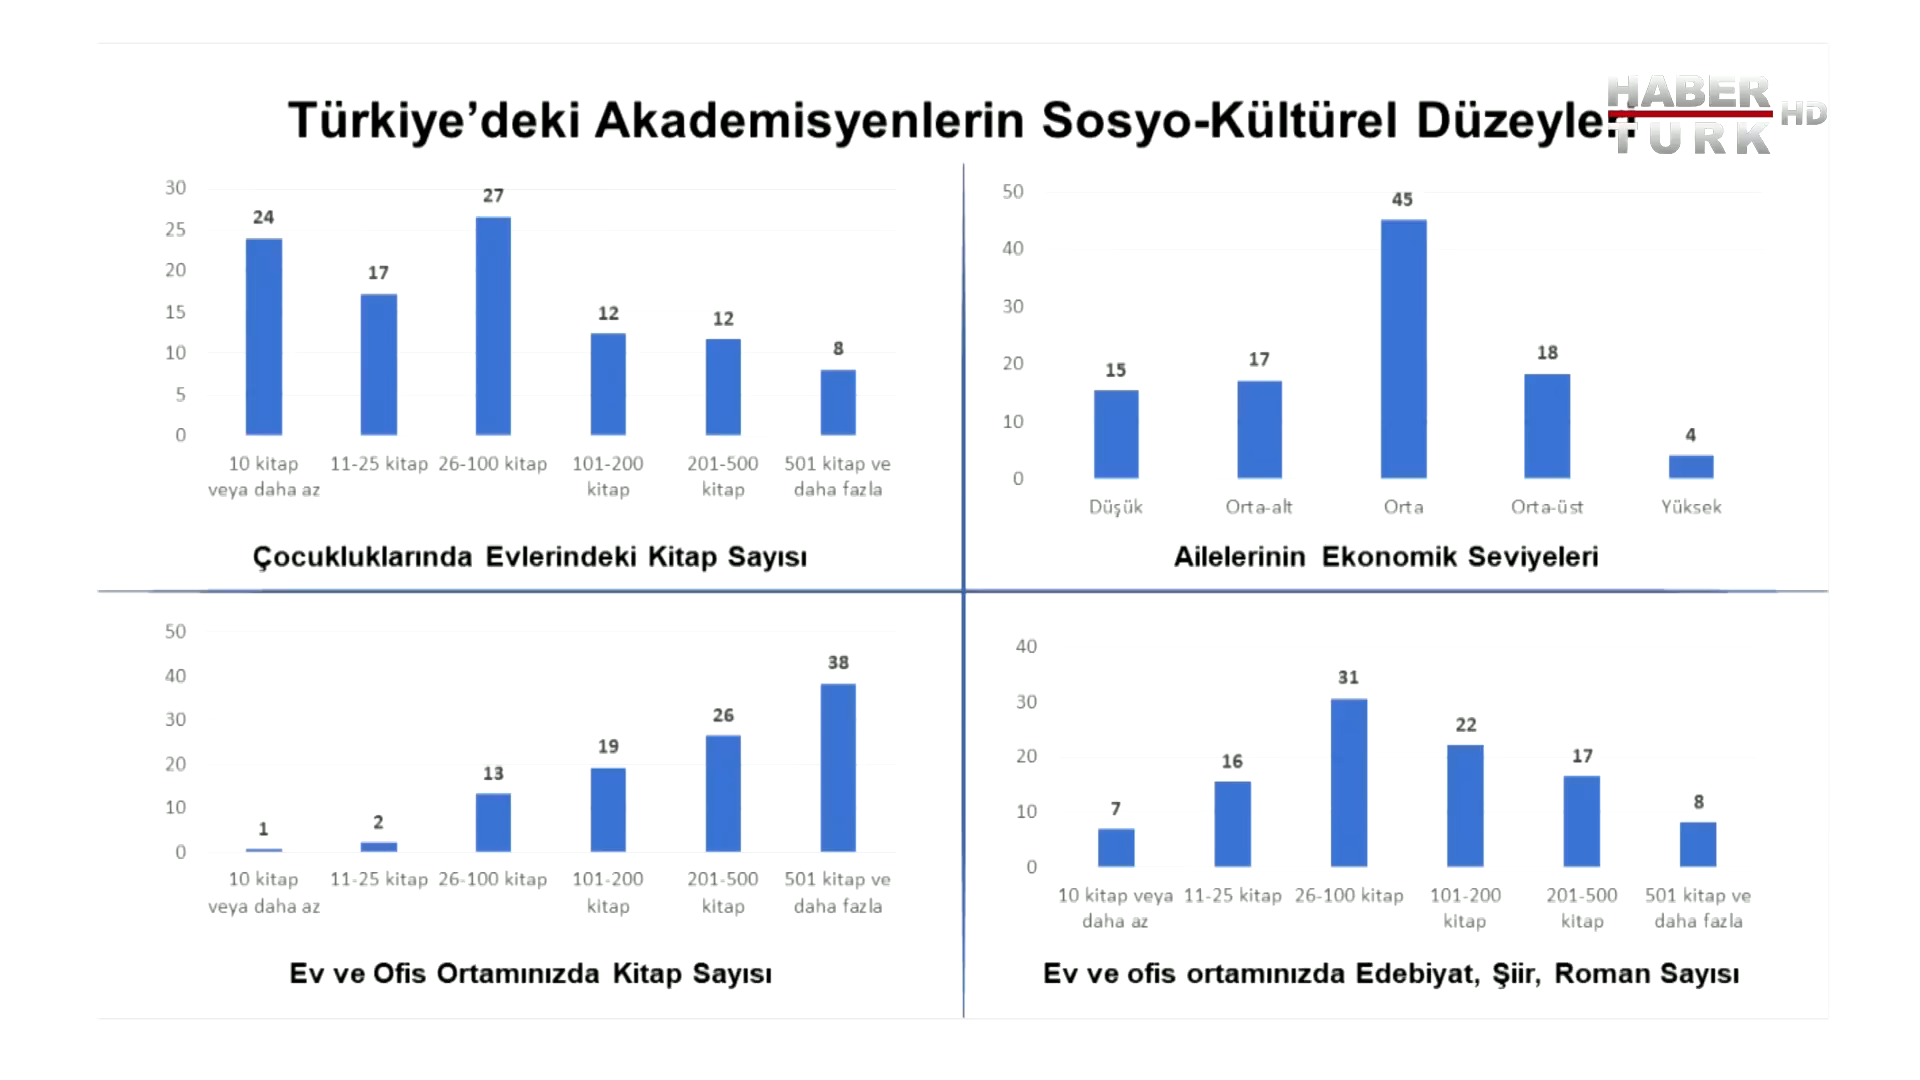 Türkiye’deki Akademisyenlerin Sosyo-Kültürel Düzeyleri
HABER
TURK HD
30
25
20
15
10
5
0
24
17
27
12
12
8
10 kitap veya daha az
11-25 kitap
26-100 kitap
101-200 kitap
201-500 kitap
501 kitap ve daha fazla
Çocukluklarında Evlerindeki Kitap Sayısı
50
40
30
20
10
0
15
17
45
18
4
Düşük
Orta-alt
Orta
Orta-üst
Yüksek
Ailelerinin Ekonomik Seviyeleri
50
40
30
20
10
0
1
2
13
19
26
38
10 kitap veya daha az
11-25 kitap
26-100 kitap
101-200 kitap
201-500 kitap
501 kitap ve daha fazla
Ev ve Ofis Ortamınızda Kitap Sayısı
40
30
20
10
0
7
16
31
22
17
8
10 kitap veya daha az
11-25 kitap
26-100 kitap
101-200 kitap
201-500 kitap
501 kitap ve daha fazla
Ev ve ofis ortamınızda Edebiyat, Şiir, Roman Sayısı